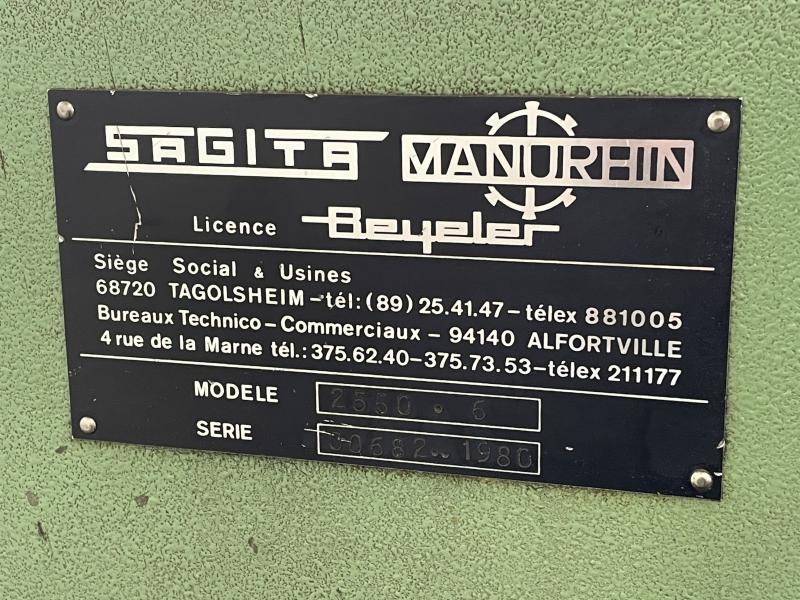 SAGITA MANURHIN
Licence Beyeler
Siège Social & Usines
68720 TAGOLSHEIM-tél: (89) 25.41.47-télex 881005
Bureaux Technico-Commerciaux - 94140 ALFORTVILLE
4 rue de la Marne tél.: 375.62.40-375.73.53-télex 211177
MODELE 2550 • 6
SERIE 00682 1980